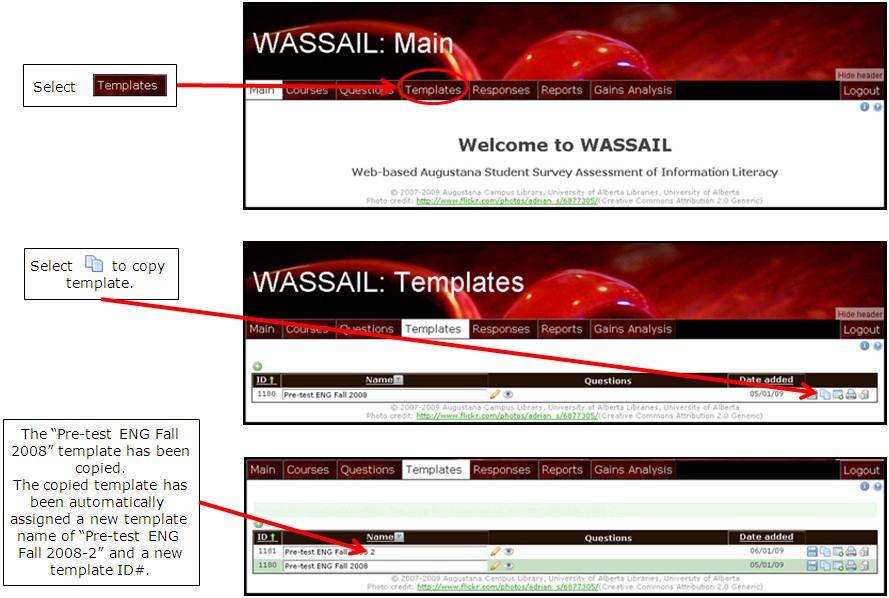 WASSAIL: Main
Hide header
Select Templates
Main Courses Questions Templates Responses Reports Gains Analysis Logout
Welcome to WASSAIL
Web-based Augustana Student Survey Assessment of Information Literacy
© 2007-2009 Augustana Campus Library, University of Alberta Libraries, University of Alberta
Photo credit: http://www.flickr.com/photos/adrian_s/6877305/(Creative Commons Attribution 2.0 Generic)
Select to copy
template.
WASSAIL: Templates
Hide header
Main Courses Questions Templates Responses Reports Gains Analysis Logout
ID Name Questions Date added
1180 Pre-test ENG Fall 2008 05/01/09
© 2007-2009 Augustana Campus Library, University of Alberta Libraries, University of Alberta
Photo credit: http://www.flickr.com/photos/adrian_s/6877305/(Creative Commons Attribution 2.0 Generic)
The “Pre-test ENG Fall
2008” template has been
copied.
The copied template has
been automatically
assigned a new template
name of “Pre-test ENG
Fall 2008-2” and a new
template ID#.
Main Courses Questions Templates Responses Reports Gains Analysis Logout
ID Name Questions Date added
1181 Pre-test ENG Fall 2 06/01/09
1180 Pre-test ENG Fall 2008 05/01/09
© 2007-2009 Augustana Campus Library, University of Alberta Libraries, University of Alberta
Photo credit: http://www.flickr.com/photos/adrian_s/6877305/(Creative Commons Attribution 2.0 Generic)